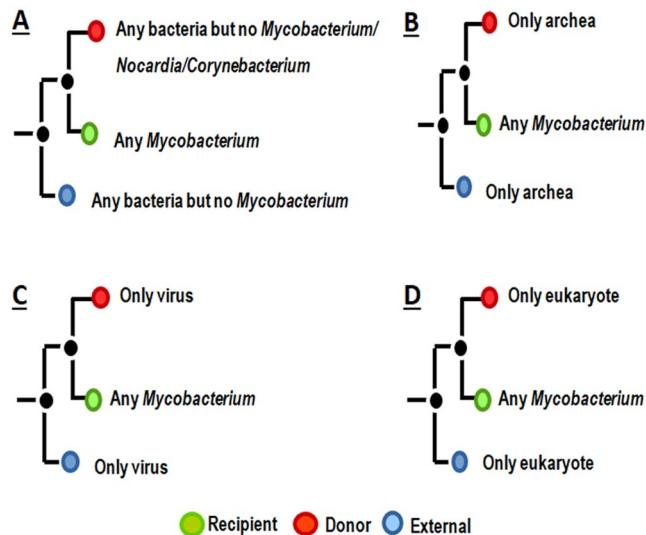 A
Any bacteria but no Mycobacterium/
Nocardia/Corynebacterium
Any Mycobacterium
Any bacteria but no Mycobacterium
B
Only archea
Any Mycobacterium
Only archea
C
Only virus
Any Mycobacterium
Only virus
D
Only eukaryote
Any Mycobacterium
Only eukaryote
Recipient Donor External